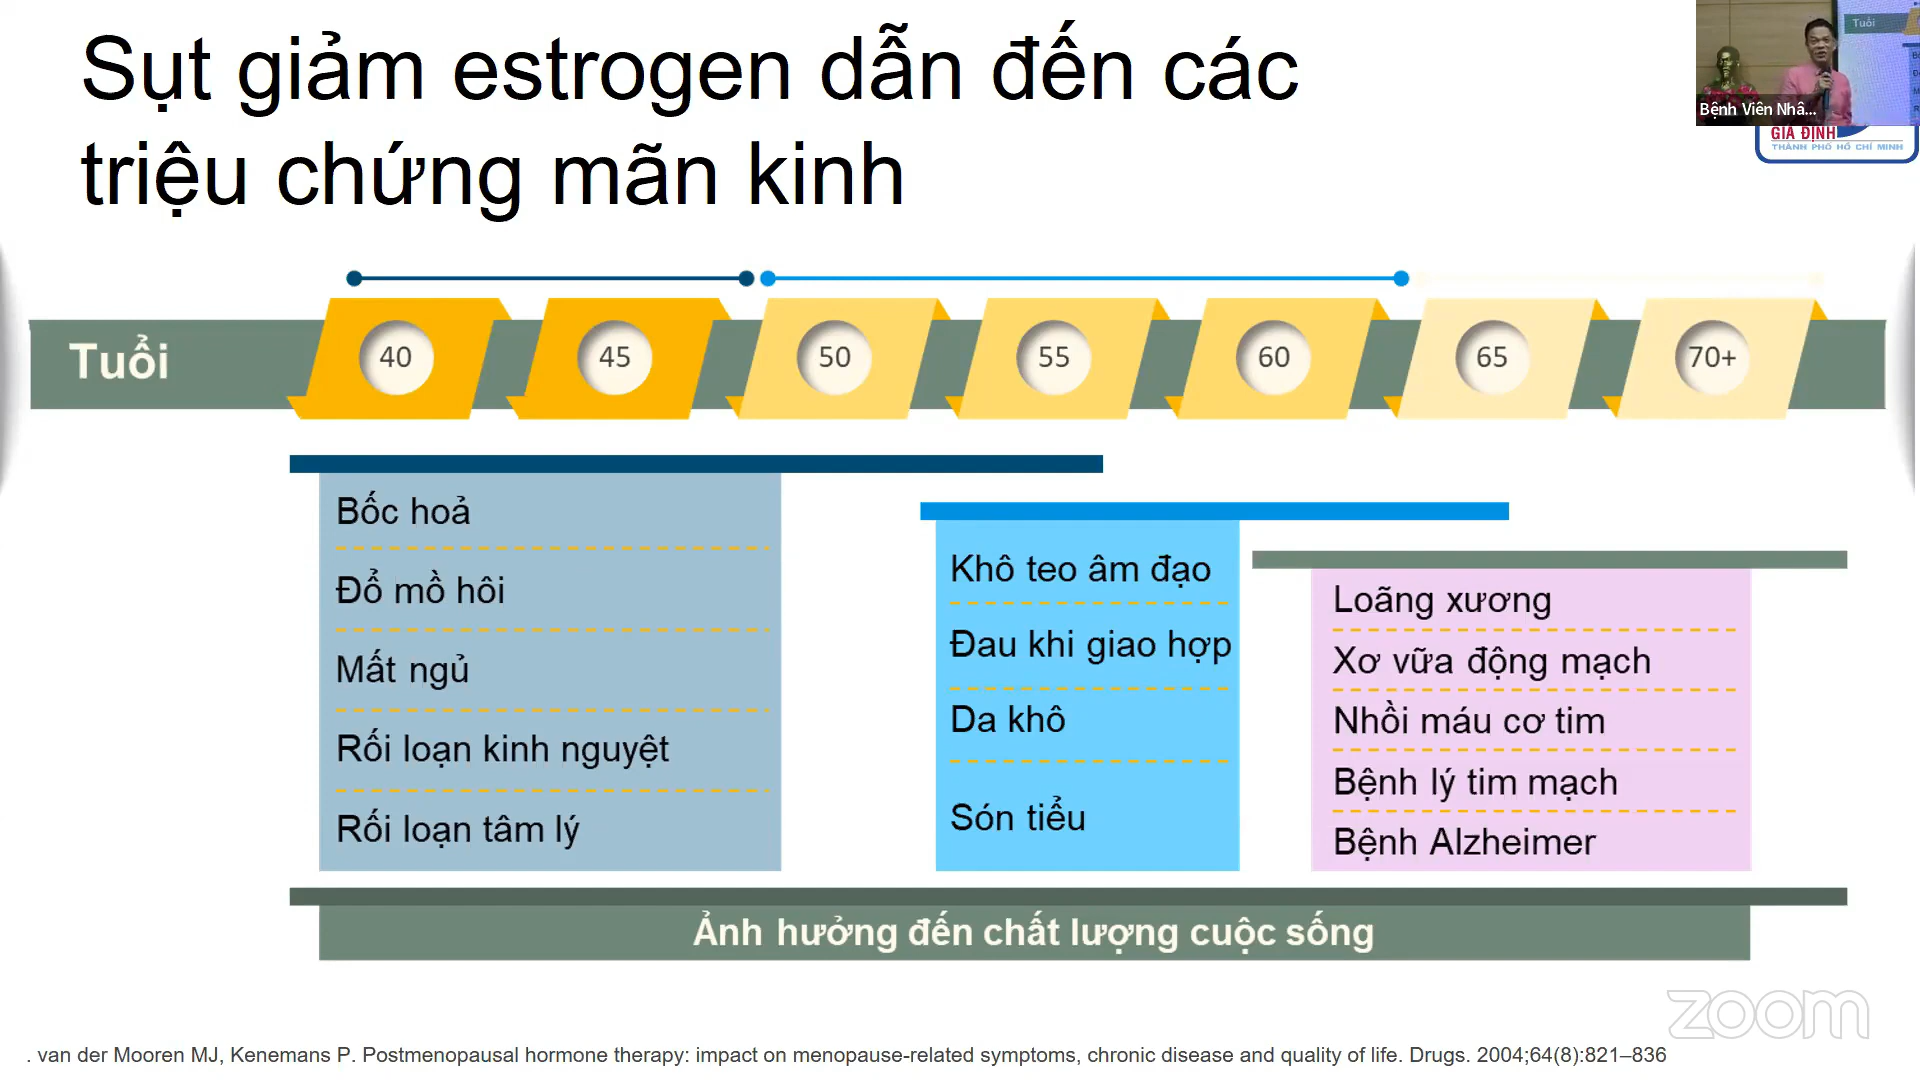 Sụt giảm estrogen dẫn đến các
triệu chứng mãn kinh
Bệnh Viên Nhâ...
GIA ĐỊNH
THÀNH PHỐ HỒ CHÍ MINH
Tuổi
40
45
50
55
60
65
70+
Bốc hoả
Đổ mồ hôi
Mất ngủ
Rối loạn kinh nguyệt
Rối loạn tâm lý
Khô teo âm đạo
Đau khi giao hợp
Da khô
Són tiểu
Loãng xương
Xơ vữa động mạch
Nhồi máu cơ tim
Bệnh lý tim mạch
Bệnh Alzheimer
Ảnh hưởng đến chất lượng cuộc sống
zoom
. van der Mooren MJ, Kenemans P. Postmenopausal hormone therapy: impact on menopause-related symptoms, chronic disease and quality of life. Drugs. 2004;64(8):821–836